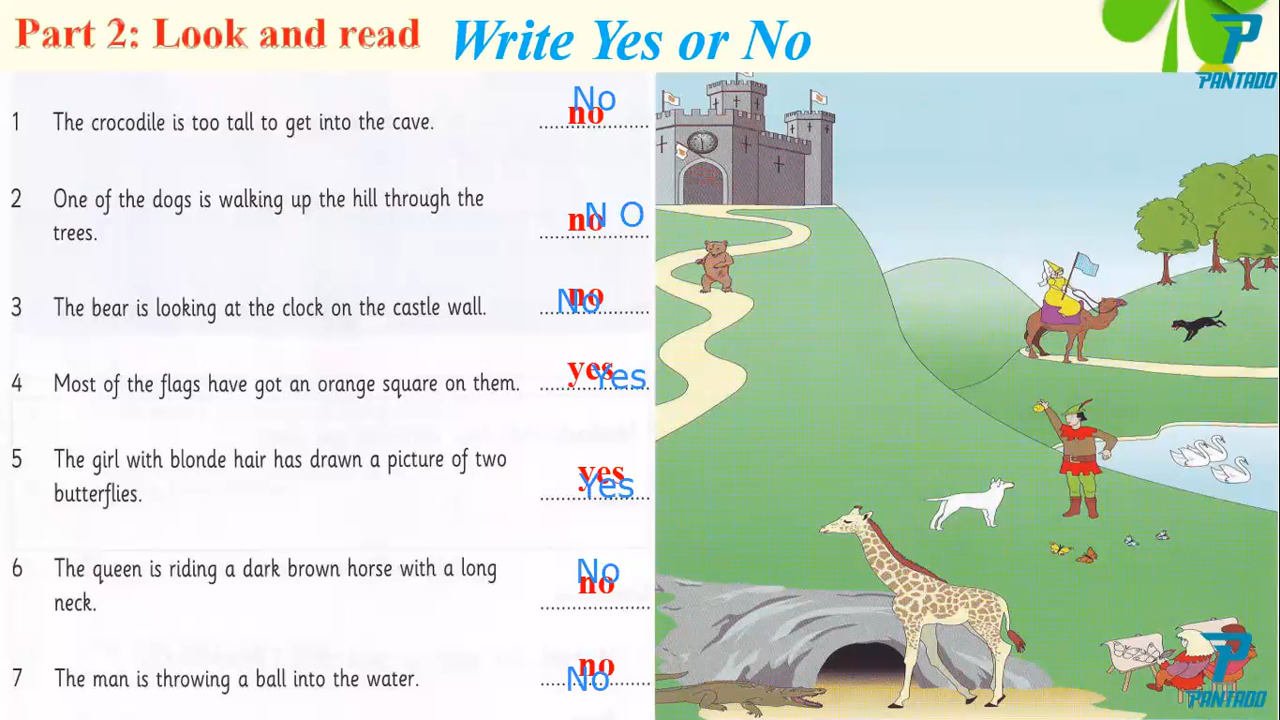 Part 2: Look and read Write Yes or No
PANTADO
1 The crocodile is too tall to get into the cave. no No
2 One of the dogs is walking up the hill through the
trees. no N O
3 The bear is looking at the clock on the castle wall. no No
4 Most of the flags have got an orange square on them. yes Yes
5 The girl with blonde hair has drawn a picture of two
butterflies. yes Yes
6 The queen is riding a dark brown horse with a long
neck. no No
7 The man is throwing a ball into the water. no No
PANTADO